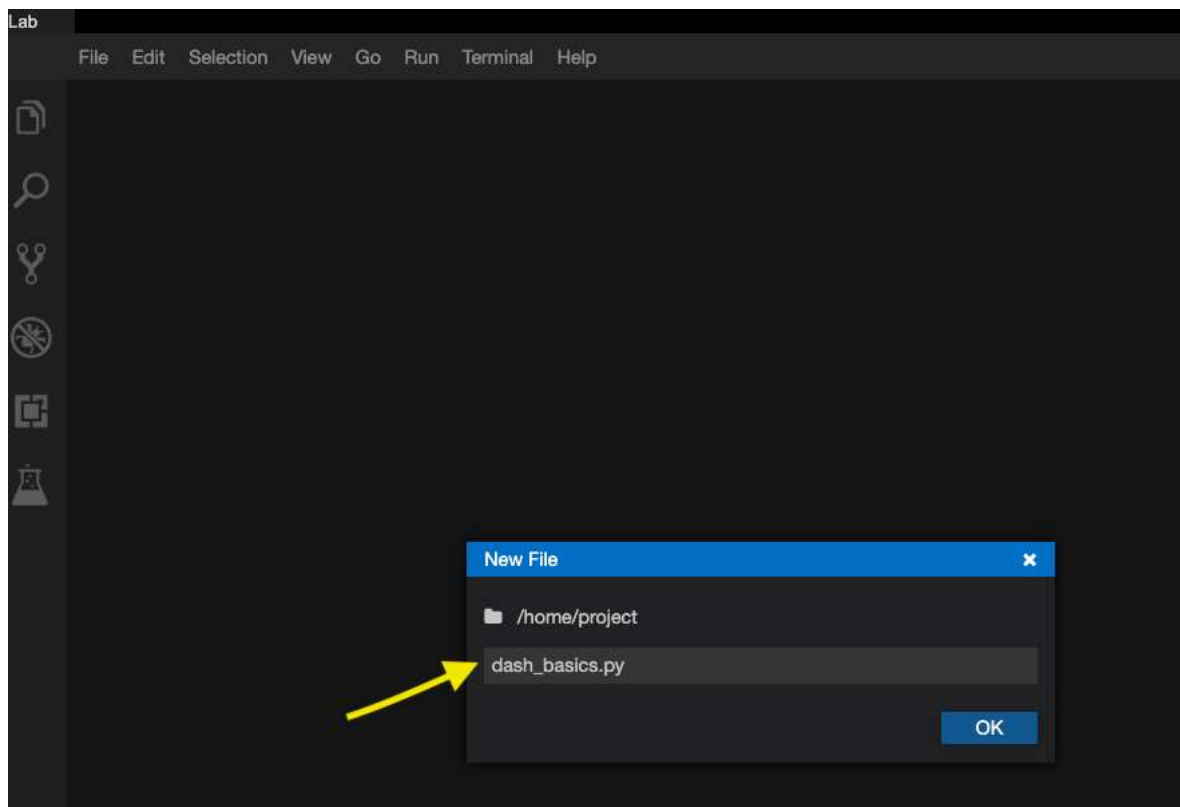 Lab
File Edit Selection View Go Run Terminal Help
New File
/home/project
dash_basics.py
OK